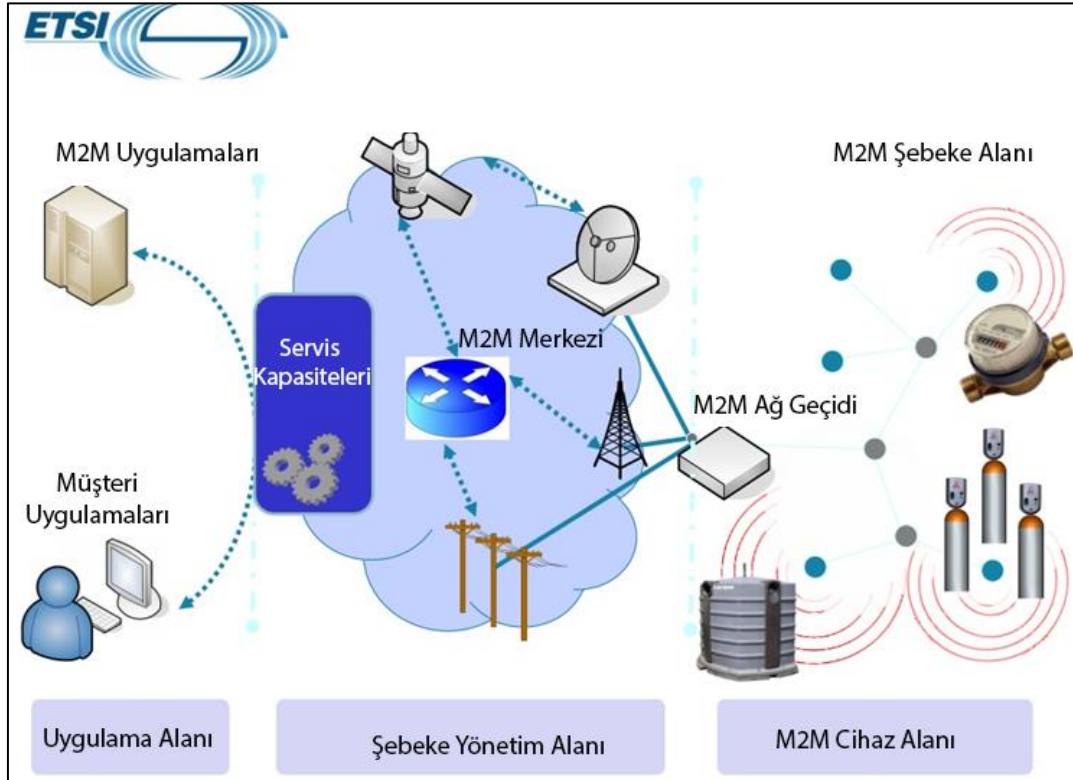 ETSI
M2M Uygulamaları
M2M Şebeke Alanı
Servis
Kapasiteleri
M2M Merkezi
M2M Ağ Geçidi
Müşteri
Uygulamaları
Uygulama Alanı
Şebeke Yönetim Alanı
M2M Cihaz Alanı